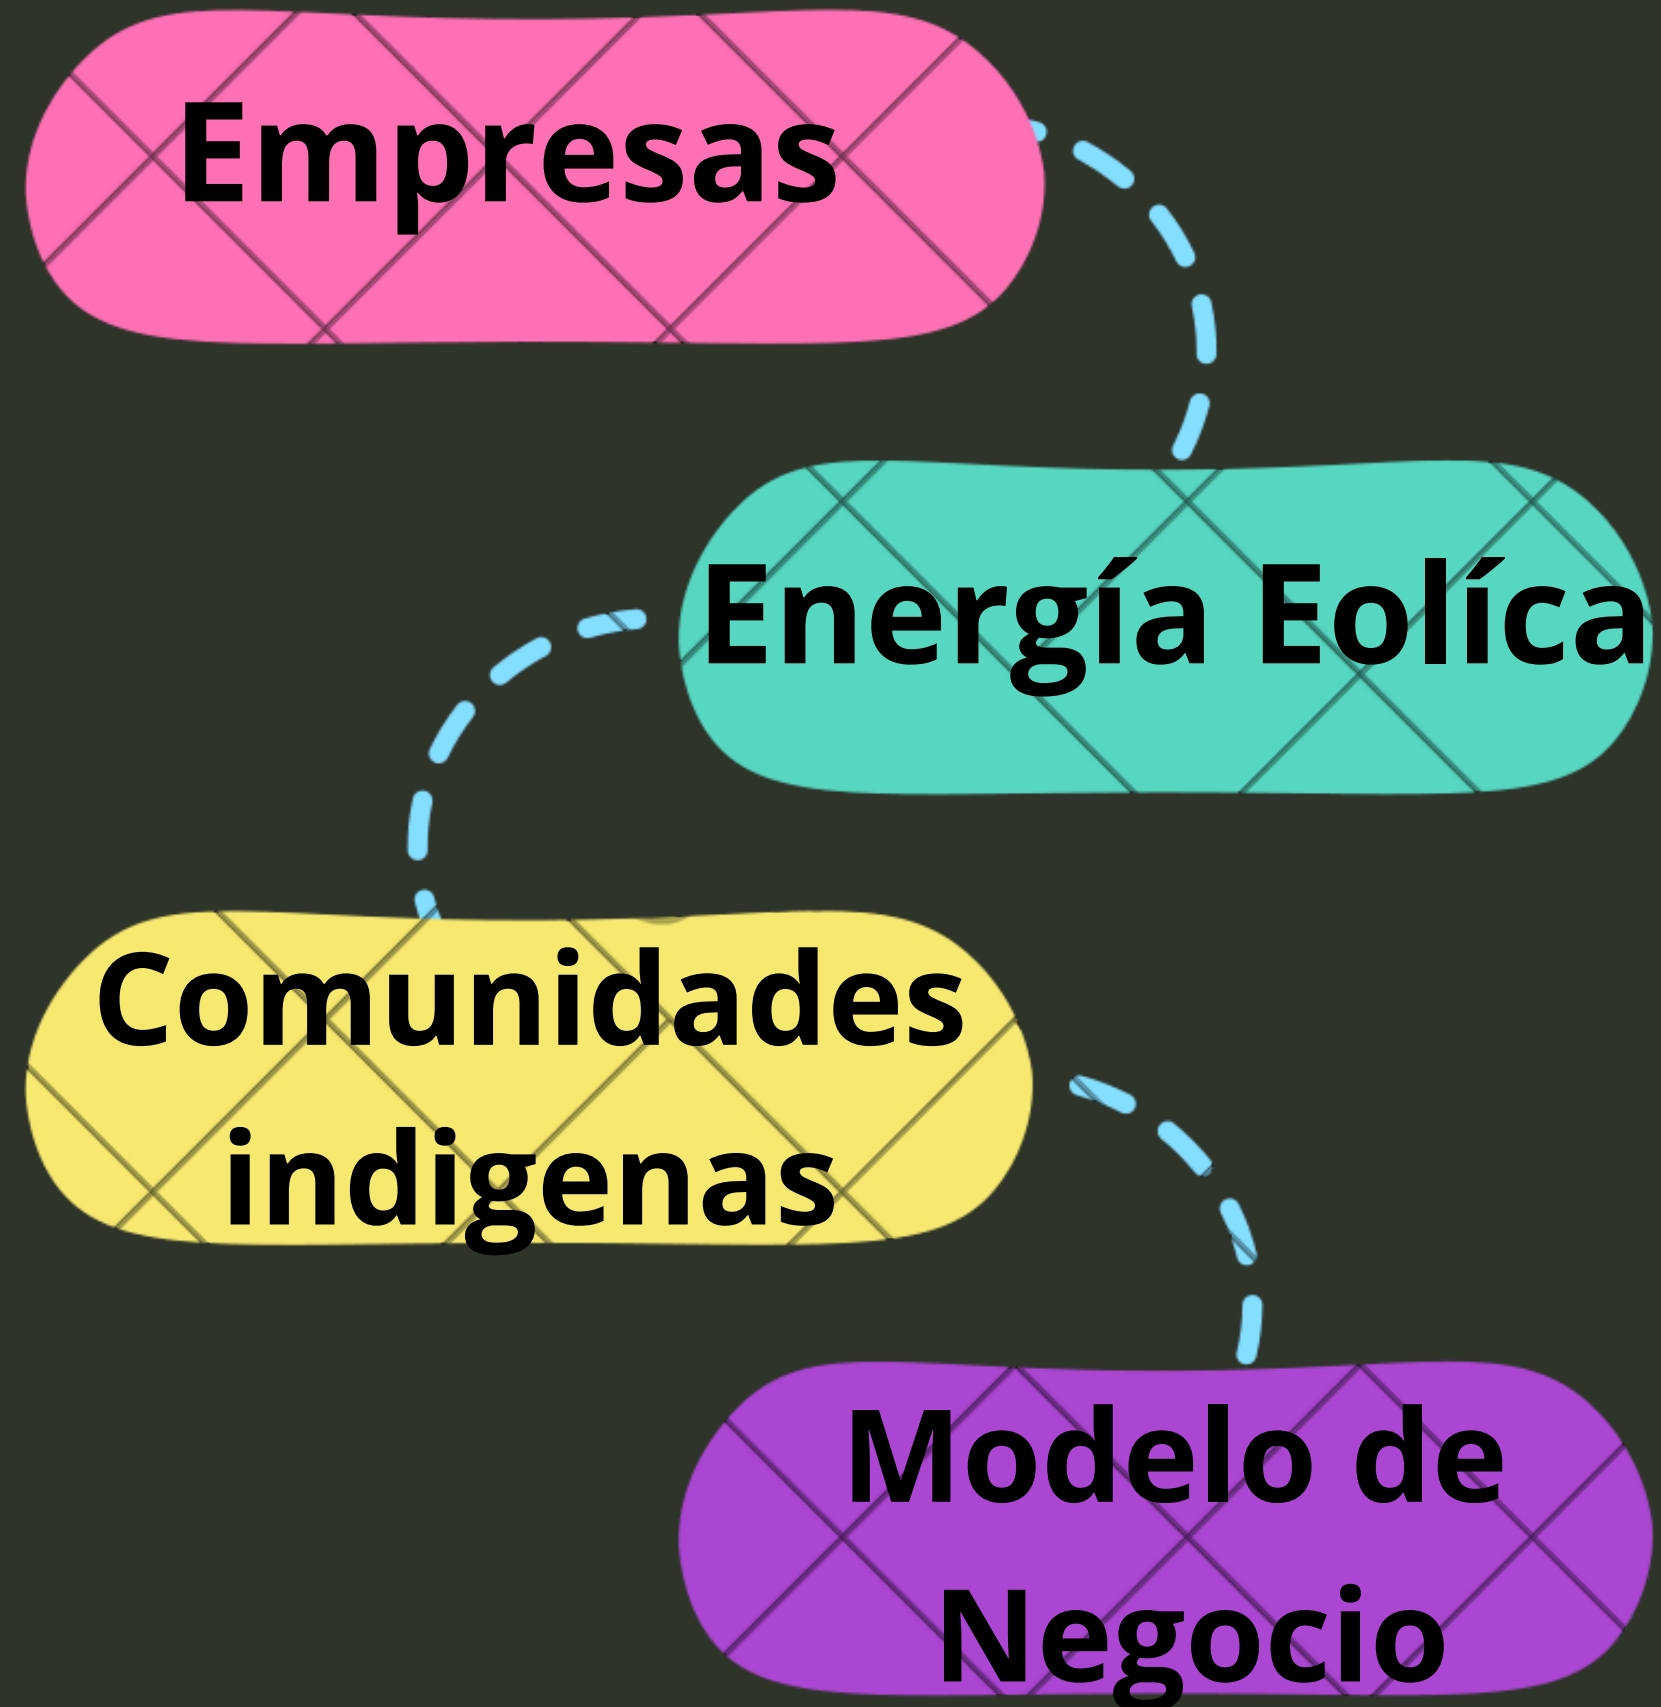 Empresas
Energía Eolíca
Comunidades
indigenas
Modelo de
Negocio